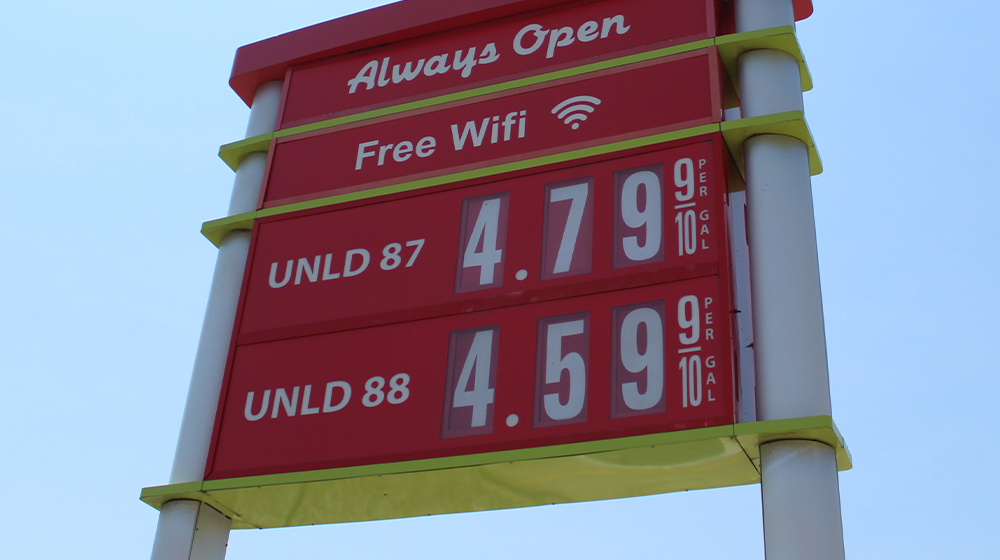 Always Open
Free Wifi
UNLD 87 4.79 9/10 PER GAL
UNLD 88 4.59 9/10 PER GAL